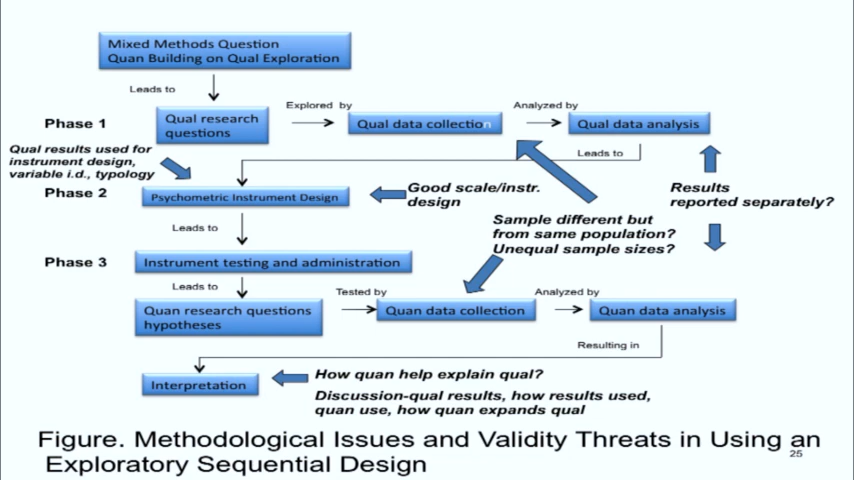 Mixed Methods Question
Quan Building on Qual Exploration
Leads to
Phase 1
Qual research
questions
Explored by
Qual data collection
Analyzed by
Qual data analysis
Leads to
Qual results used for
instrument design,
variable i.d., typology
Phase 2
Psychometric Instrument Design
Good scale/instr.
design
Results
reported separately?
Sample different but
from same population?
Unequal sample sizes?
Leads to
Phase 3
Instrument testing and administration
Leads to
Quan research questions
hypotheses
Tested by
Quan data collection
Analyzed by
Quan data analysis
Resulting in
Interpretation
How quan help explain qual?
Discussion-qual results, how results used,
quan use, how quan expands qual
Figure. Methodological Issues and Validity Threats in Using an
Exploratory Sequential Design
25